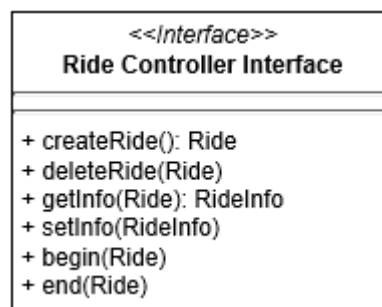 <<Interface>>
Ride Controller Interface
+ createRide(): Ride
+ deleteRide(Ride)
+ getInfo(Ride): RideInfo
+ setInfo(RideInfo)
+ begin(Ride)
+ end(Ride)